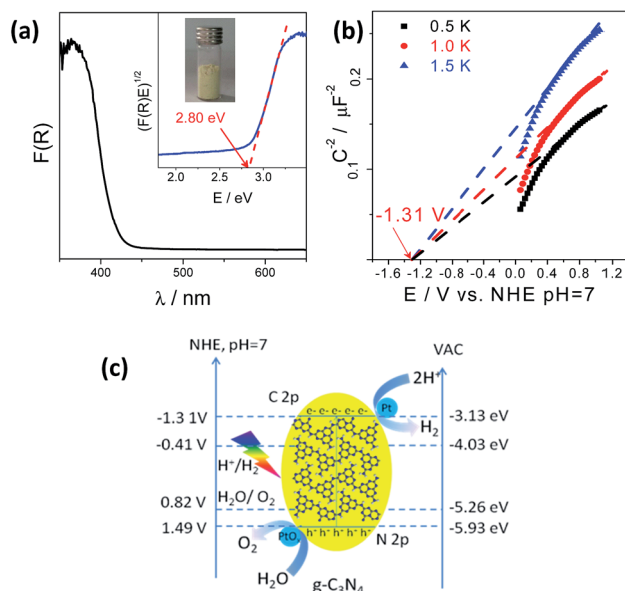 (a)
F(R)
(F(R)E)^1/2
2.80 eV
2.0 2.5 3.0 3.5
E / eV
400 500 600
λ / nm
(b)
0.5 K
1.0 K
1.5 K
C^-2 / μF^-2
0.2
0.1
-1.31 V
-1.6 -1.2 -0.8 -0.4 0.0 0.4 0.8 1.2
E / V vs. NHE pH=7
(c)
NHE, pH=7
VAC
C 2p
2H+
e- e- e- e- e-
Pt
H2
-1.3 1V
-3.13 eV
-0.41 V
-4.03 eV
H+/H2
H2O/ O2
0.82 V
-5.26 eV
1.49 V
-5.93 eV
h+ h+ h+ h+ h+
O2
PtOx
N 2p
H2O
g-C3N4